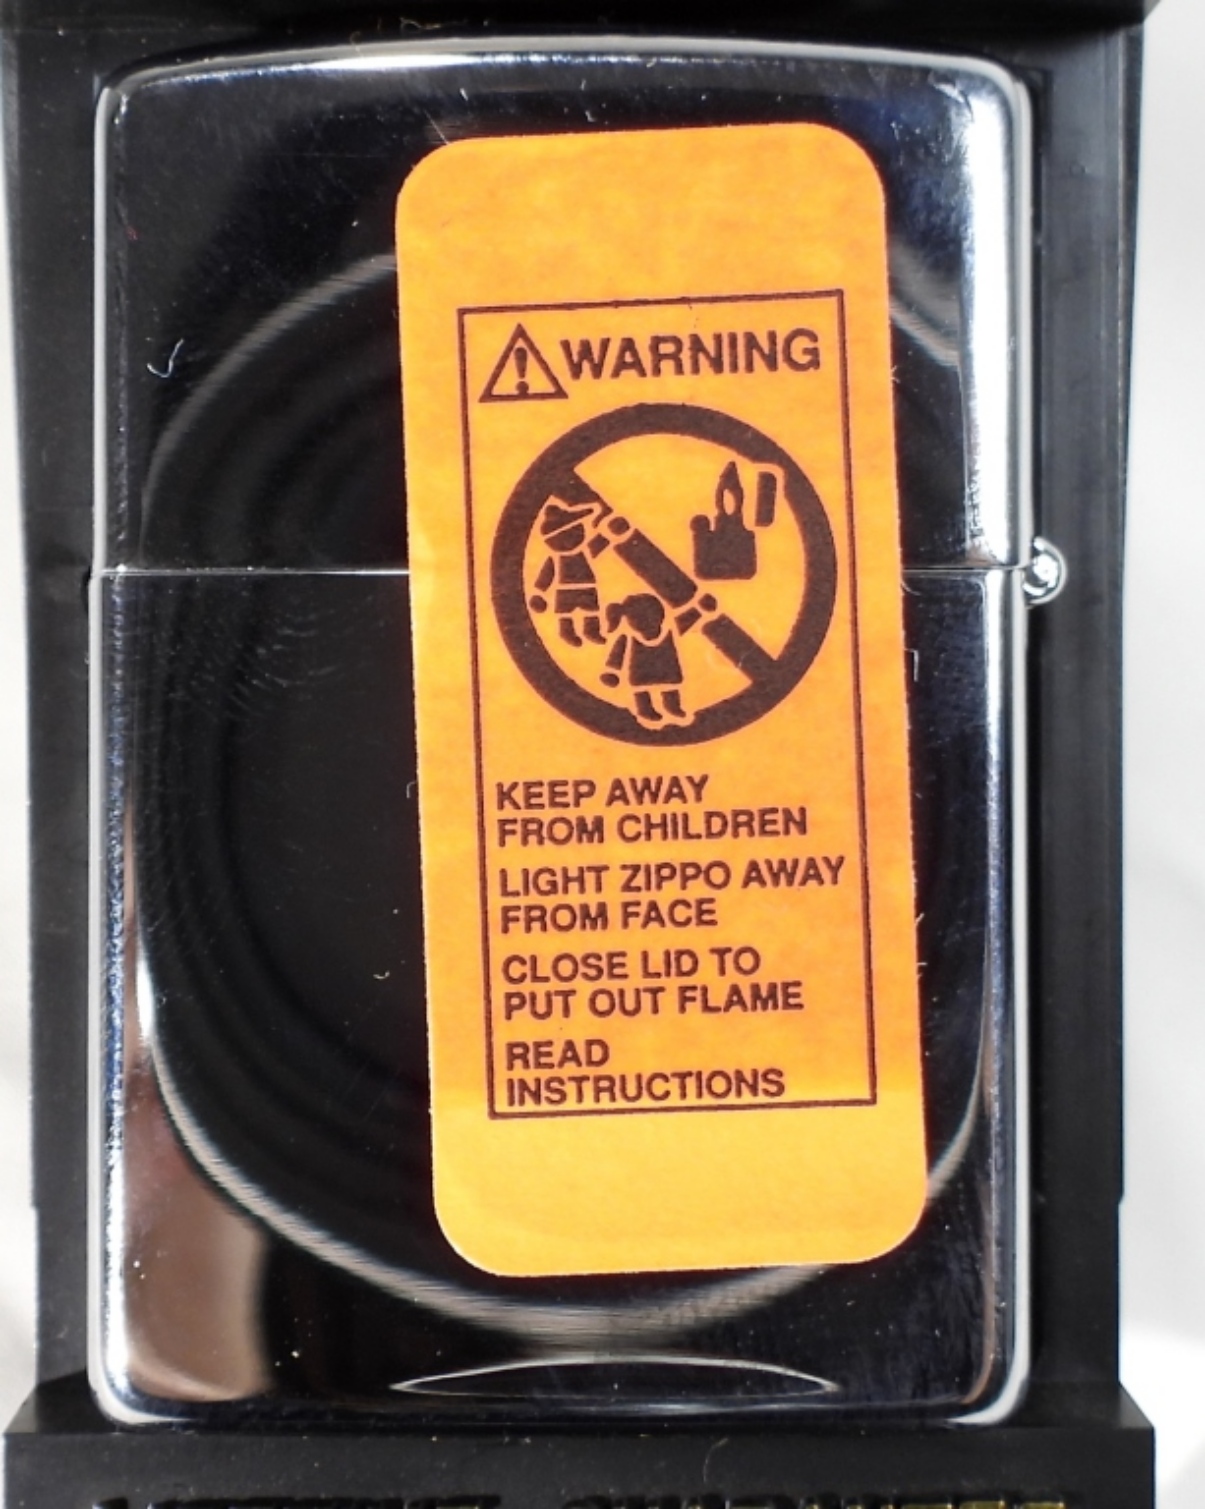 WARNING
KEEP AWAY
FROM CHILDREN
LIGHT ZIPPO AWAY
FROM FACE
CLOSE LID TO
PUT OUT FLAME
READ
INSTRUCTIONS